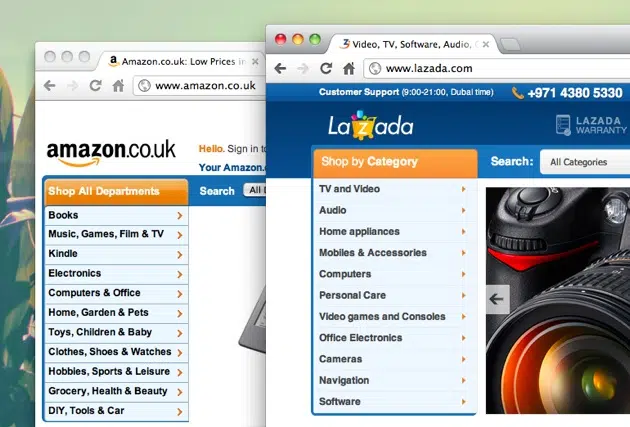 Amazon.co.uk: Low Prices in
www.amazon.co.uk
amazon.co.uk
Hello. Sign in to
Your Amazon.
Shop All Departments
Search
All D
Books
Music, Games, Film & TV
Kindle
Electronics
Computers & Office
Home, Garden & Pets
Toys, Children & Baby
Clothes, Shoes & Watches
Hobbies, Sports & Leisure
Grocery, Health & Beauty
DIY, Tools & Car
Video, TV, Software, Audio,
www.lazada.com
Customer Support (9:00-21:00, Dubai time)
+971 4380 5330
Lazada
LAZADA
WARRANTY
Shop by Category
Search:
All Categories
TV and Video
Audio
Home appliances
Mobiles & Accessories
Computers
Personal Care
Video games and Consoles
Office Electronics
Cameras
Navigation
Software